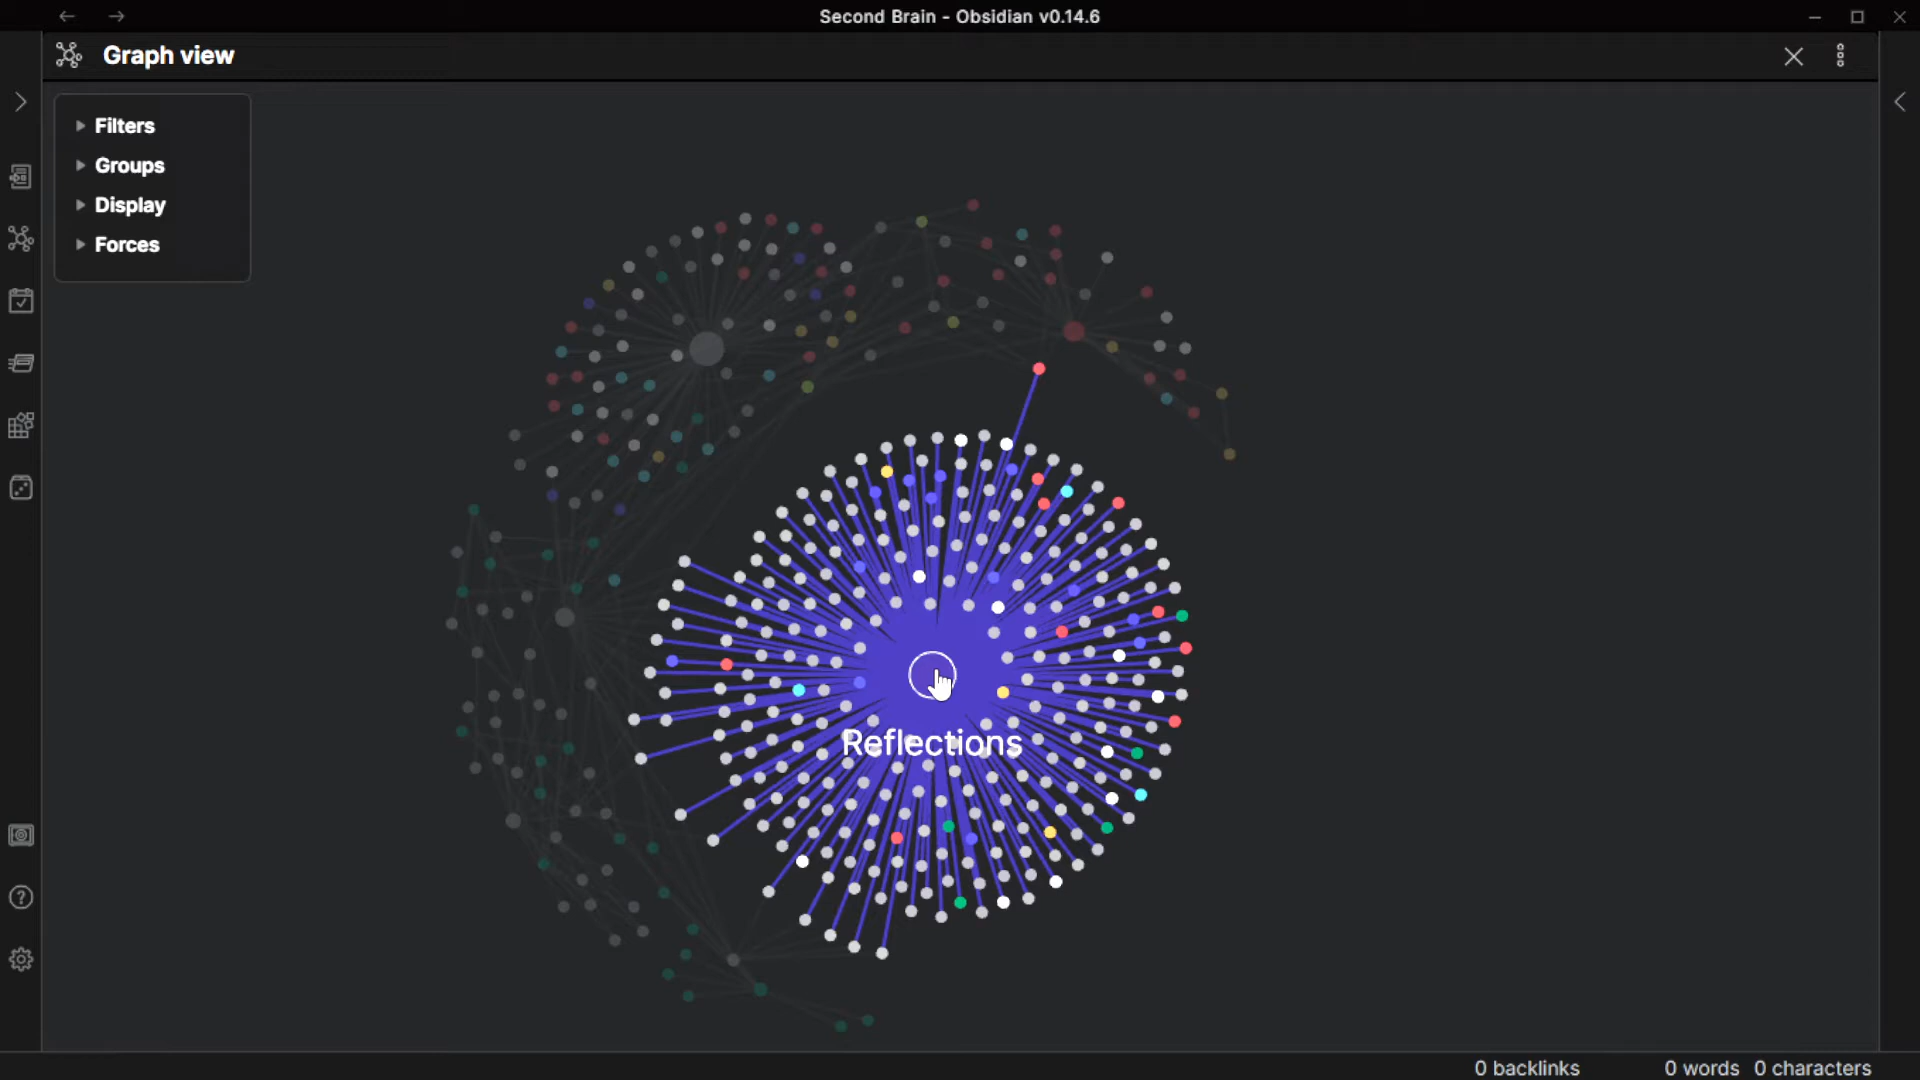 Second Brain - Obsidian v0.14.6
Graph view
Filters
Groups
Display
Forces
Reflections
0 backlinks 0 words 0 characters